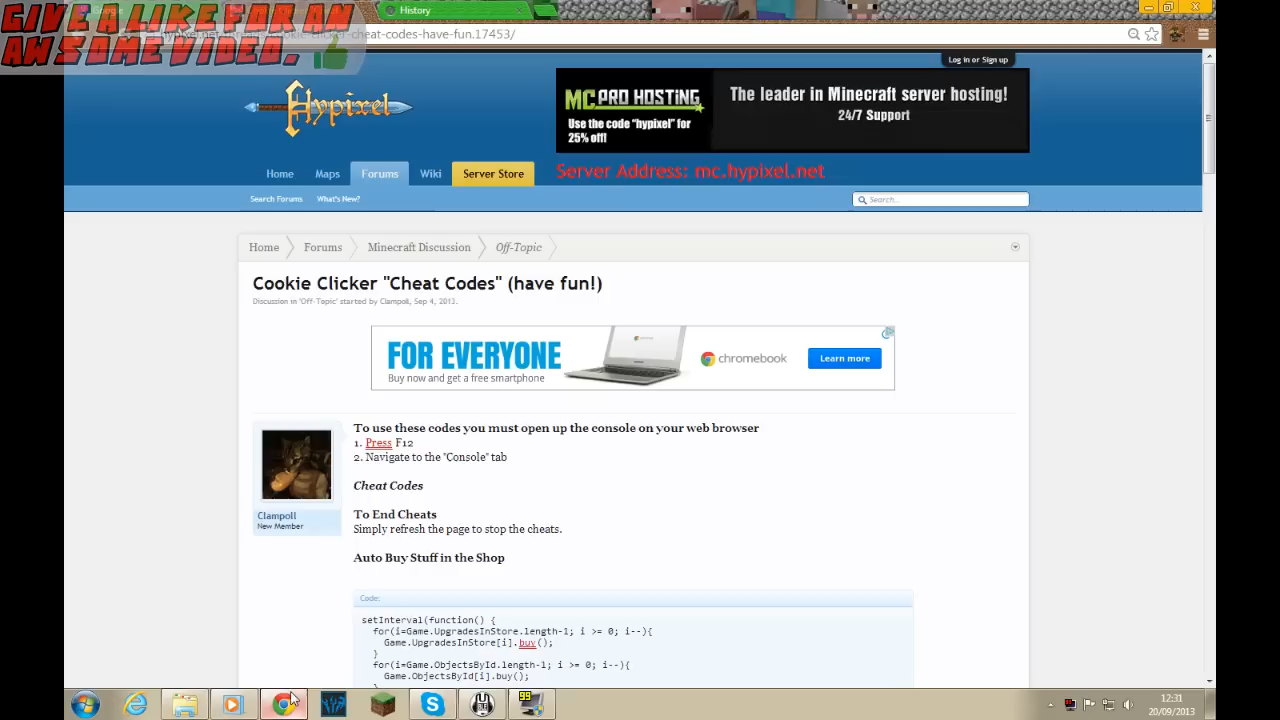 GIVE A LIKE FOR AN
AWSOME VIDEO.
History
cheat-codes-have-fun.17453/
Log in or Sign up
Hypixel
MCPROHOSTING
Use the code "hypixel" for
25% off!
The leader in Minecraft server hosting!
24/7 Support
Home
Maps
Forums
Wiki
Server Store
Server Address: mc.hypixel.net
Search Forums
What's New?
Search...
Home
Forums
Minecraft Discussion
Off-Topic
Cookie Clicker "Cheat Codes" (have fun!)
Discussion in 'Off-Topic' started by Clampoll, Sep 4, 2013.
FOR EVERYONE
Buy now and get a free smartphone
chromebook
Learn more
Clampoll
New Member
To use these codes you must open up the console on your web browser
1. Press F12
2. Navigate to the "Console" tab
Cheat Codes
To End Cheats
Simply refresh the page to stop the cheats.
Auto Buy Stuff in the Shop
Code:
setInterval(function() {
for(i=Game.UpgradesInStore.length-1; i >= 0; i--){
Game.UpgradesInStore[i].buy();
}
for(i=Game.ObjectsById.length-1; i >= 0; i--){
Game.ObjectsById[i].buy();
99
12:31
20/09/2013